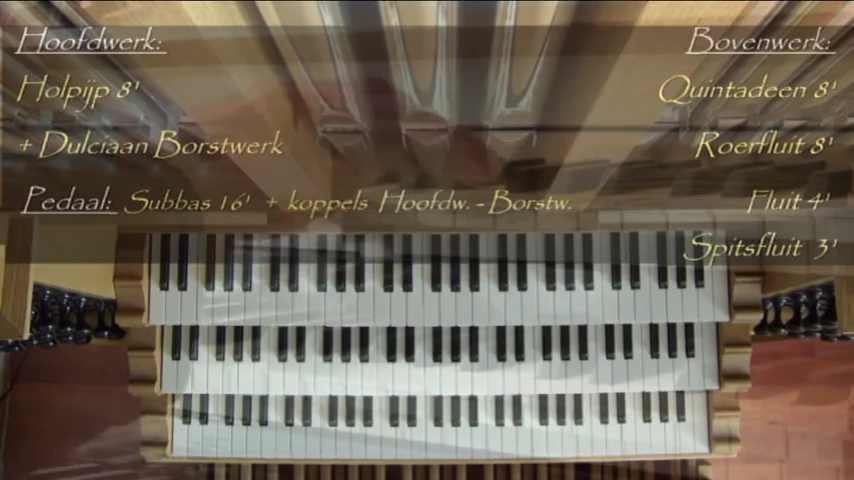 Hoofdwerk:
Holpijp 8'
+ Dulciaan Borstwerk
Pedaal: Subbas 16' + koppels Hoofdw. - Borstw.
Bovenwerk:
Quintadeen 8'
Roerfluit 8'
Fluit 4'
Spitsfluit 3'